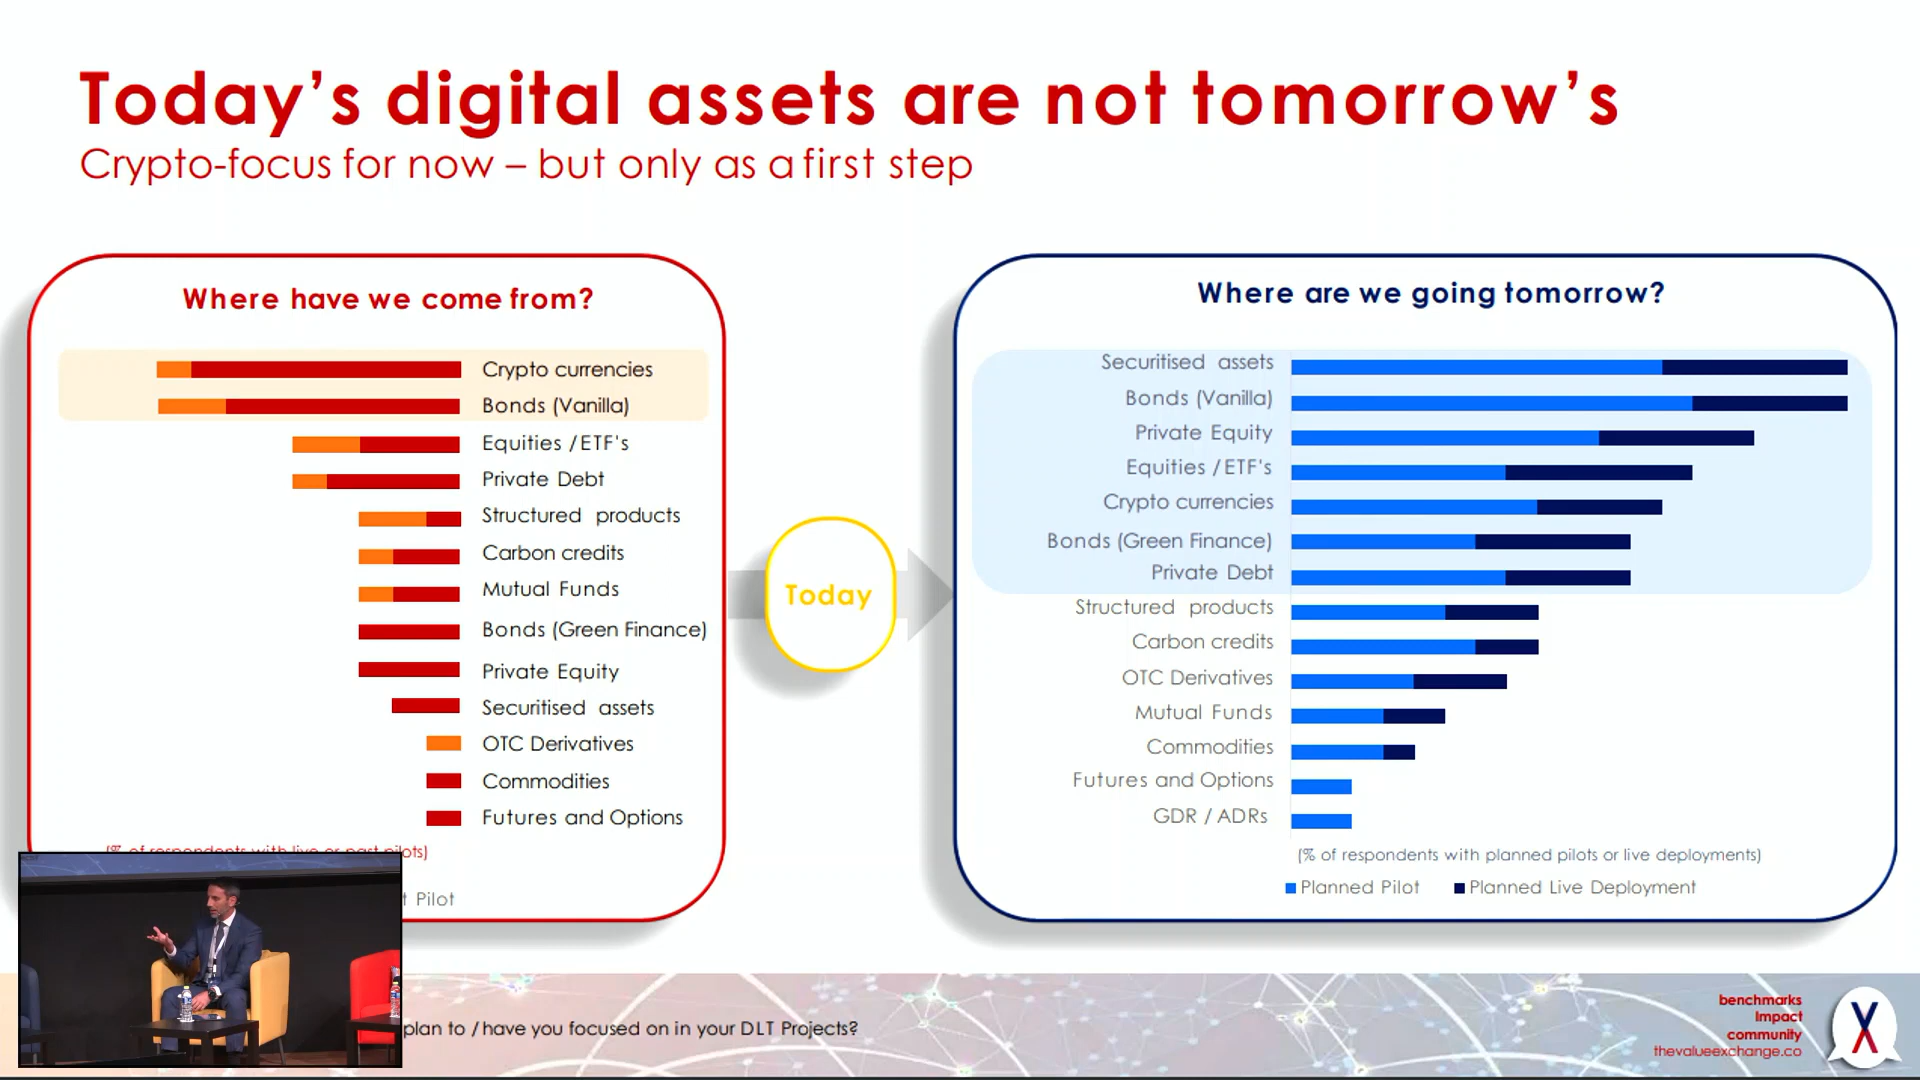 Today’s digital assets are not tomorrow’s
Crypto-focus for now – but only as a first step
Where have we come from?
Crypto currencies
Bonds (Vanilla)
Equities / ETF's
Private Debt
Structured products
Carbon credits
Mutual Funds
Bonds (Green Finance)
Private Equity
Securitised assets
OTC Derivatives
Commodities
Futures and Options
(% of respondents with live or past pilots)
Pilot
Today
Where are we going tomorrow?
Securitised assets
Bonds (Vanilla)
Private Equity
Equities / ETF's
Crypto currencies
Bonds (Green Finance)
Private Debt
Structured products
Carbon credits
OTC Derivatives
Mutual Funds
Commodities
Futures and Options
GDR / ADRs
(% of respondents with planned pilots or live deployments)
Planned Pilot Planned Live Deployment
plan to / have you focused on in your DLT Projects?
benchmarks
Impact
community
thevalueexchange.co